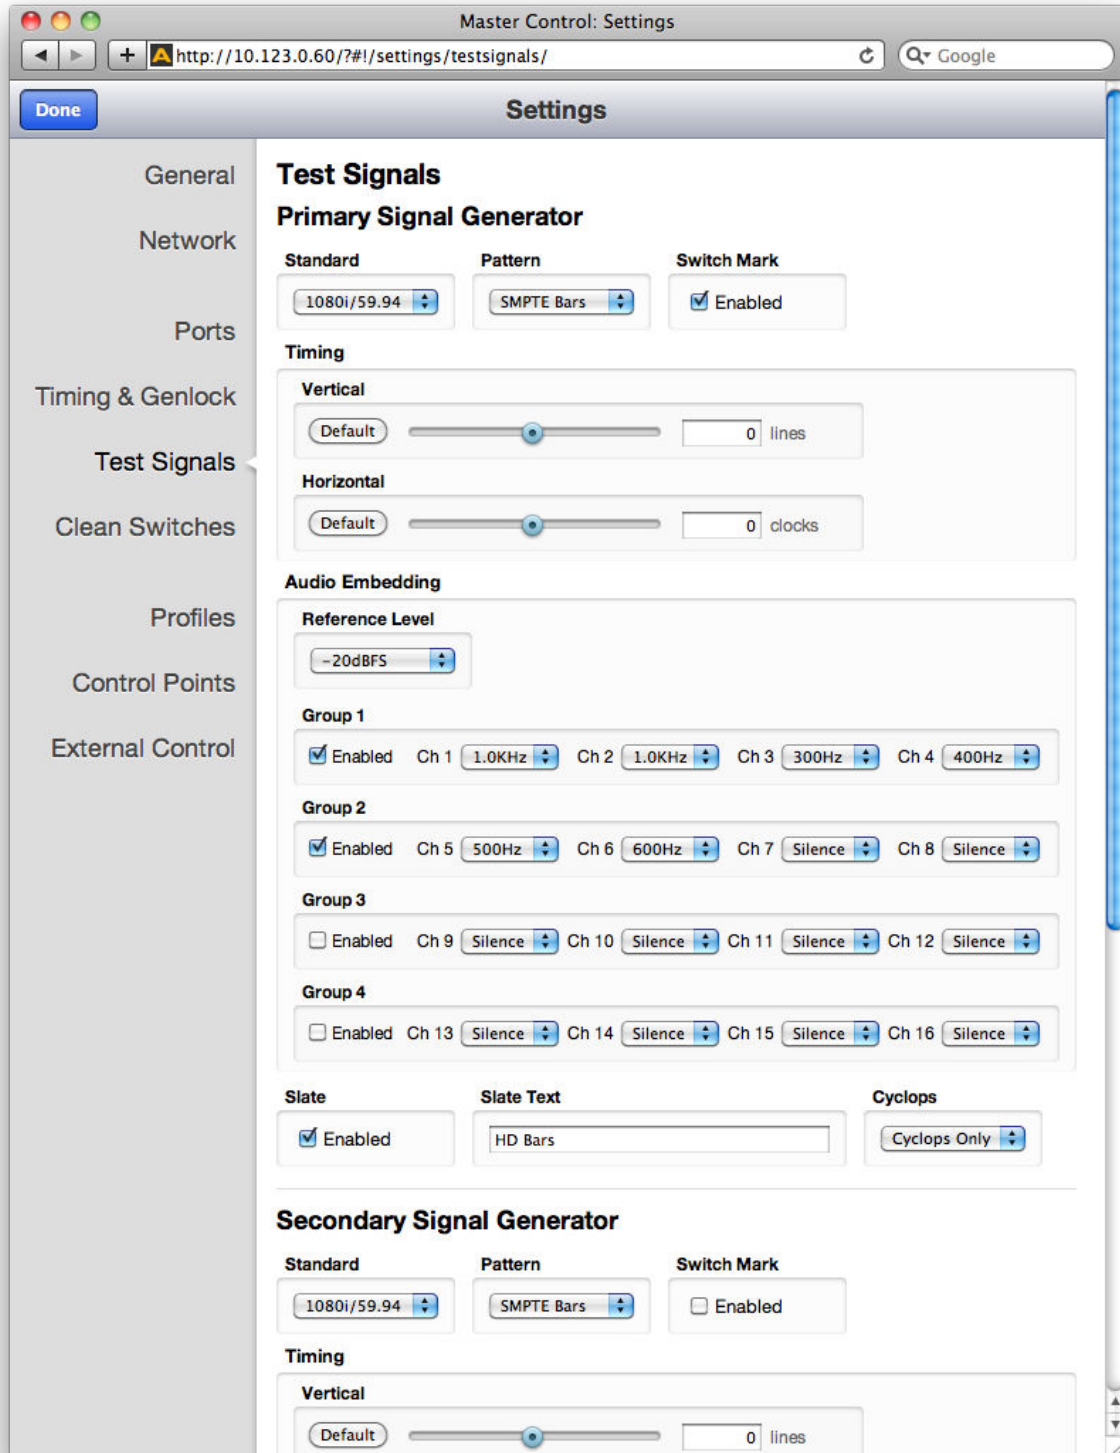 Master Control: Settings
http://10.123.0.60/?#!/settings/testsignals/
Google
Done
Settings
General
Network
Ports
Timing & Genlock
Test Signals
Clean Switches
Profiles
Control Points
External Control
Test Signals
Primary Signal Generator
Standard Pattern Switch Mark
1080i/59.94 SMPTE Bars Enabled
Timing
Vertical
Default 0 lines
Horizontal
Default 0 clocks
Audio Embedding
Reference Level
-20dBFS
Group 1
Enabled Ch 1 1.0KHz Ch 2 1.0KHz Ch 3 300Hz Ch 4 400Hz
Group 2
Enabled Ch 5 500Hz Ch 6 600Hz Ch 7 Silence Ch 8 Silence
Group 3
Enabled Ch 9 Silence Ch 10 Silence Ch 11 Silence Ch 12 Silence
Group 4
Enabled Ch 13 Silence Ch 14 Silence Ch 15 Silence Ch 16 Silence
Slate Slate Text Cyclops
Enabled HD Bars Cyclops Only
Secondary Signal Generator
Standard Pattern Switch Mark
1080i/59.94 SMPTE Bars Enabled
Timing
Vertical
Default 0 lines